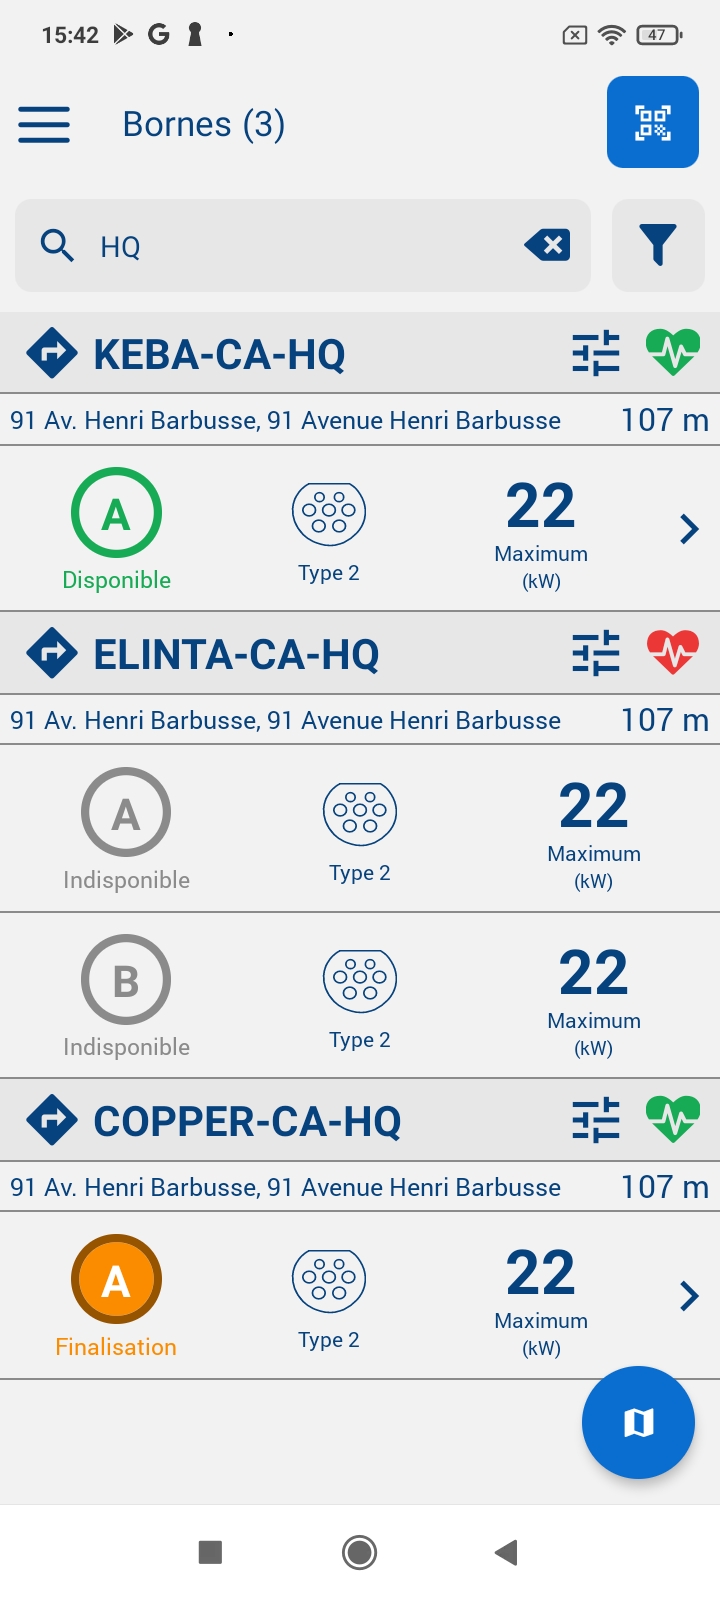 15:42
47
Bornes (3)
HQ
KEBA-CA-HQ
91 Av. Henri Barbusse, 91 Avenue Henri Barbusse 107 m
A 22
Disponible Type 2 Maximum
(kW)
ELINTA-CA-HQ
91 Av. Henri Barbusse, 91 Avenue Henri Barbusse 107 m
A 22
Indisponible Type 2 Maximum
(kW)
B 22
Indisponible Type 2 Maximum
(kW)
COPPER-CA-HQ
91 Av. Henri Barbusse, 91 Avenue Henri Barbusse 107 m
A 22
Finalisation Type 2 Maximum
(kW)